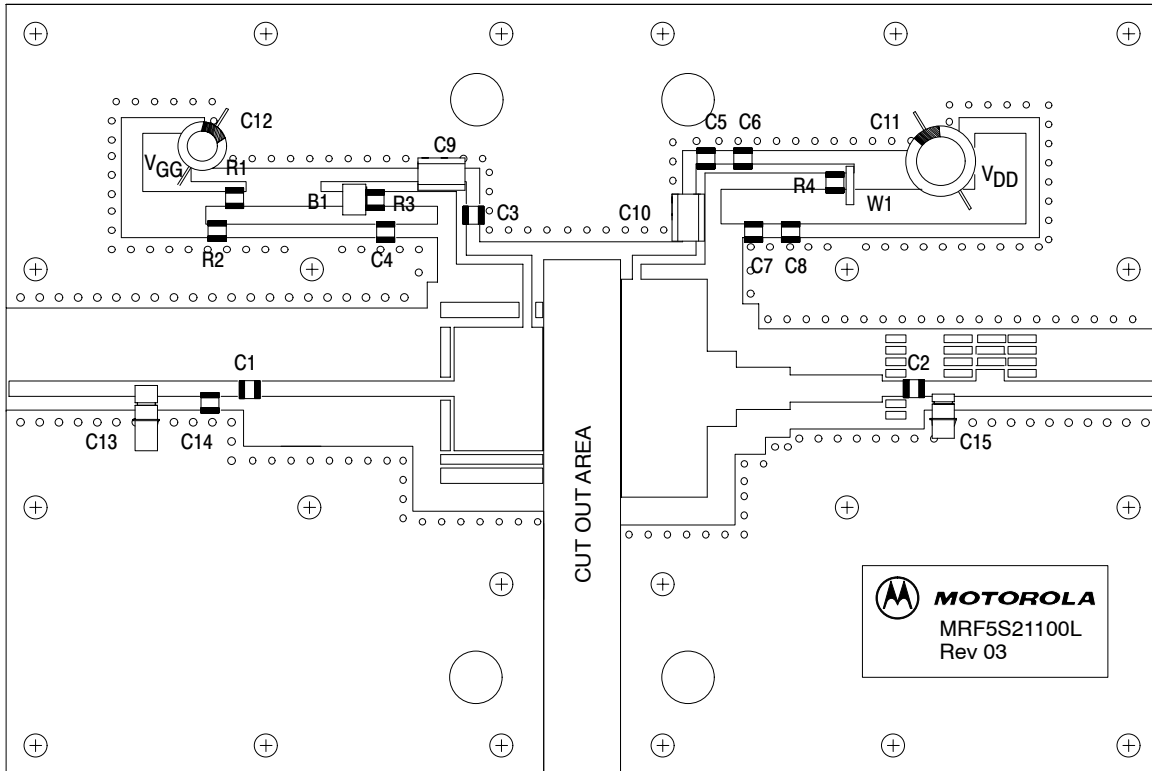 C12
C9
C5 C6
C11
VGG
R1
B1
R3
C3
R4
W1
VDD
C10
R2
C4
C7 C8
C1
C2
C13
C14
C15
CUT OUT AREA
MOTOROLA
MRF5S21100L
Rev 03